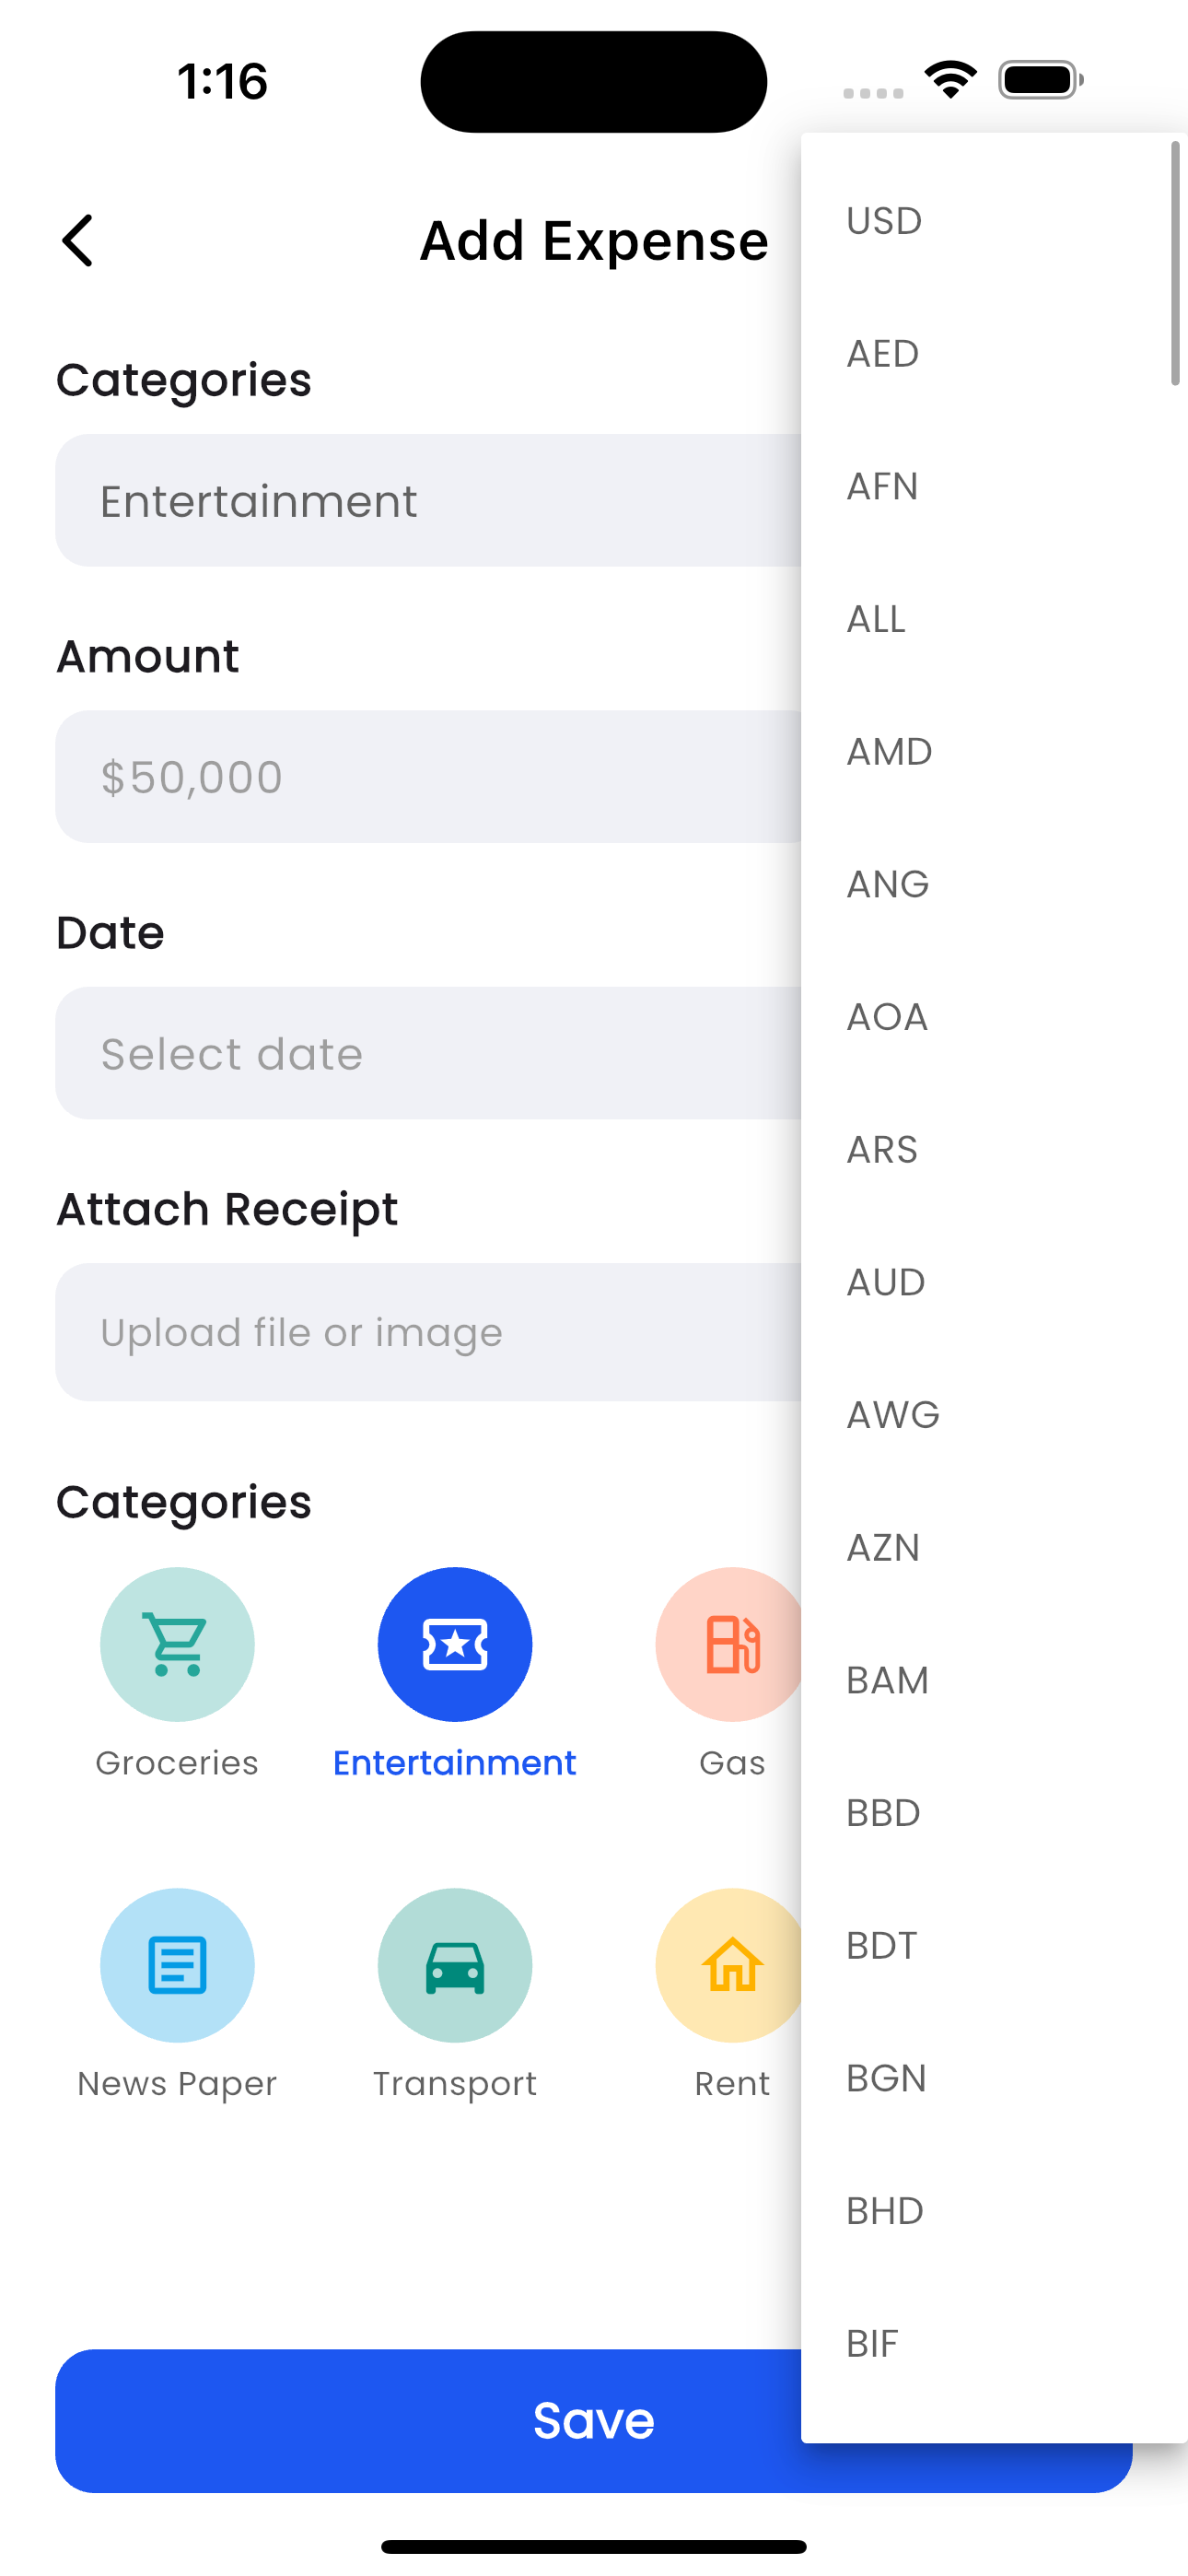 1:16
Add Expense
Categories
Entertainment
Amount
$50,000
Date
Select date
Attach Receipt
Upload file or image
Categories
Groceries
Entertainment
Gas
News Paper
Transport
Rent
Save
USD
AED
AFN
ALL
AMD
ANG
AOA
ARS
AUD
AWG
AZN
BAM
BBD
BDT
BGN
BHD
BIF